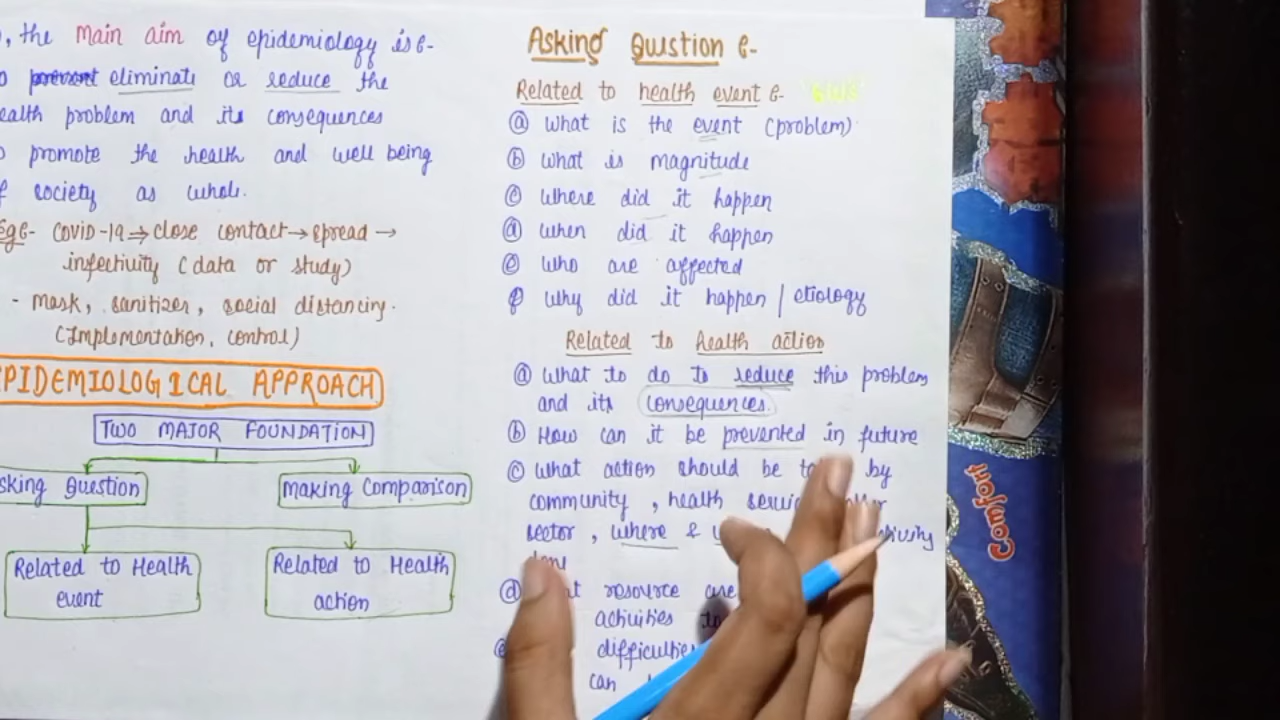 , the main aim of epidemiology is :-
eliminate or reduce the
ealth problem and its consequences
promote the health and well being
f society as whole.
Eg:- Covid-19⇒close contact→spread→
infectivity (data or study)
- mask, sanitizer, social distancing.
(Implementation, control)
PIDEMIOLOGICAL APPROACH
TWO MAJOR FOUNDATION
sking Question
making Comparison
Related to Health
event
Related to Health
action
Asking Question :-
Related to health event :-
ⓐ what is the event (problem)
ⓑ what is magnitude
ⓒ where did it happen
ⓓ when did it happen
ⓔ who are affected
ⓕ why did it happen / etiology
Related to health action
ⓐ what to do to reduce this problem
and its consequences.
ⓑ How can it be prevented in future
ⓒ what action should be by
community , health
sector , where &
ⓓ resource are
activities to
difficulties
can
Comfort